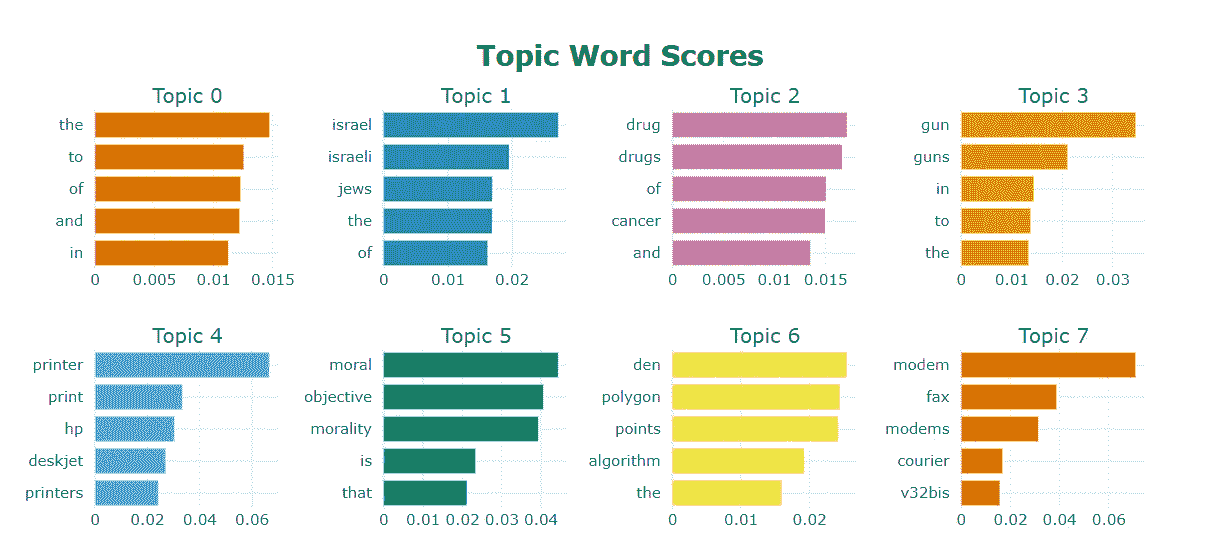 Topic Word Scores
Topic 0
the
to
of
and
in
0 0.005 0.01 0.015
Topic 1
israel
israeli
jews
the
of
0 0.01 0.02
Topic 2
drug
drugs
of
cancer
and
0 0.005 0.01 0.015
Topic 3
gun
guns
in
to
the
0 0.01 0.02 0.03
Topic 4
printer
print
hp
deskjet
printers
0 0.02 0.04 0.06
Topic 5
moral
objective
morality
is
that
0 0.01 0.02 0.03 0.04
Topic 6
den
polygon
points
algorithm
the
0 0.01 0.02
Topic 7
modem
fax
modems
courier
v32bis
0 0.02 0.04 0.06